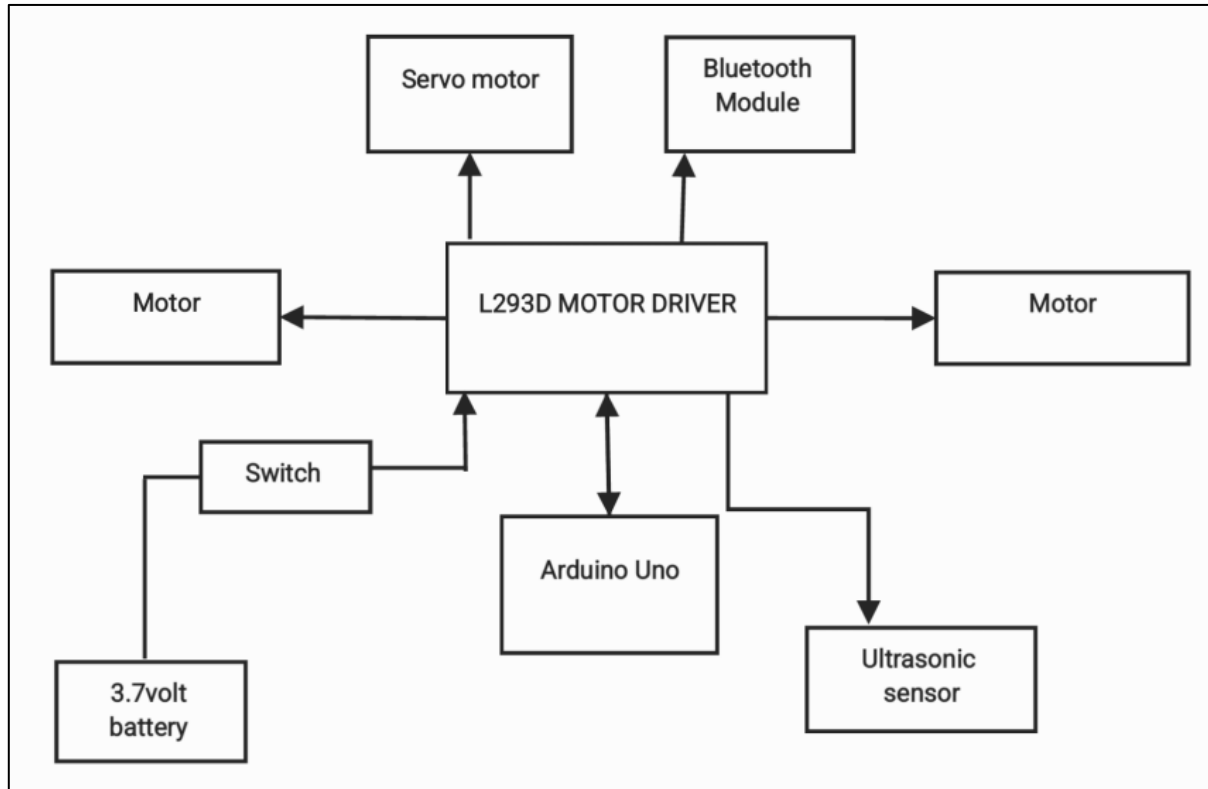 Servo motor
Bluetooth
Module
Motor
L293D MOTOR DRIVER
Motor
Switch
Arduino Uno
3.7volt
battery
Ultrasonic
sensor